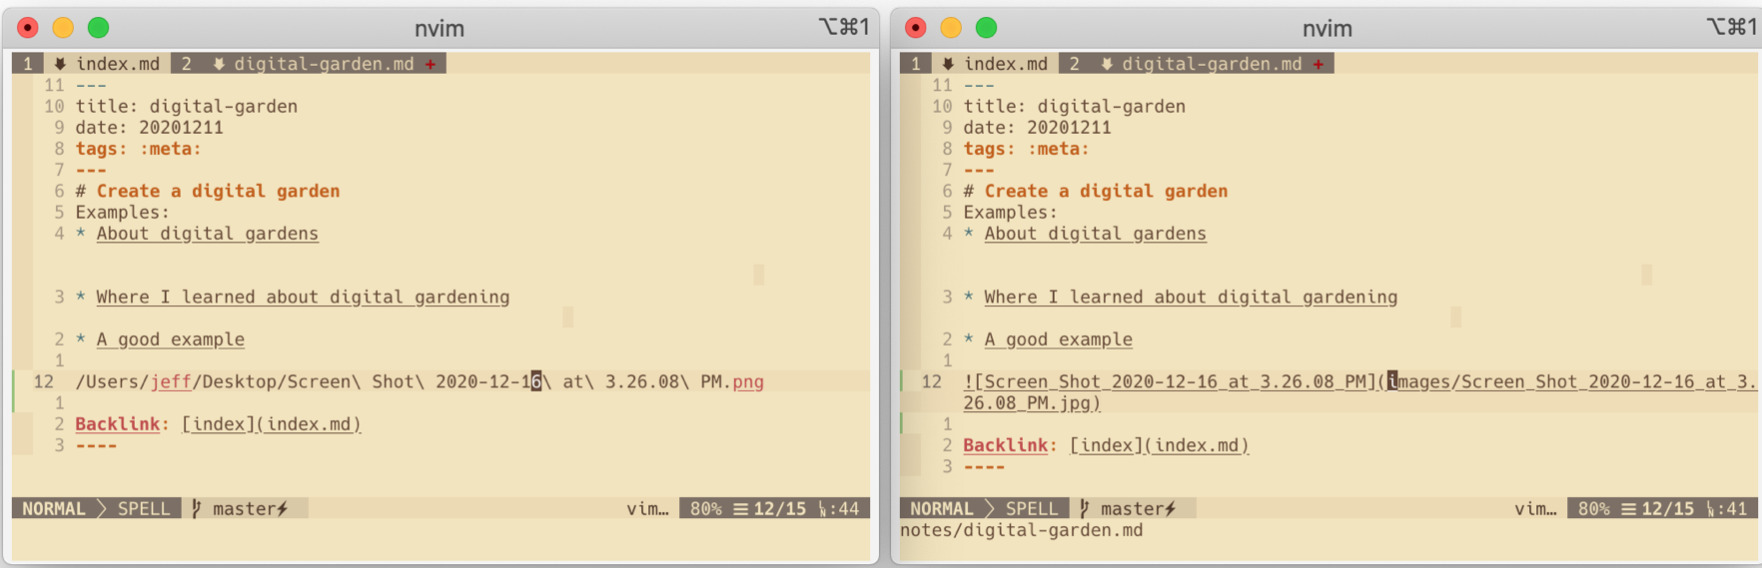 nvim
⌥⌘1
1 index.md 2 digital-garden.md +
11 ---
10 title: digital-garden
9 date: 20201211
8 tags: :meta:
7 ---
6 # Create a digital garden
5 Examples:
4 * About digital gardens
3 * Where I learned about digital gardening
2 * A good example
1
12 /Users/jeff/Desktop/Screen\ Shot\ 2020-12-16\ at\ 3.26.08\ PM.png
1
2 Backlink: [index](index.md)
3 ----
NORMAL SPELL master⚡ vim… 80% ☰ 12/15 ㏑:44
nvim
⌥⌘1
1 index.md 2 digital-garden.md +
11 ---
10 title: digital-garden
9 date: 20201211
8 tags: :meta:
7 ---
6 # Create a digital garden
5 Examples:
4 * About digital gardens
3 * Where I learned about digital gardening
2 * A good example
1
12 ![Screen_Shot_2020-12-16_at_3.26.08_PM](images/Screen_Shot_2020-12-16_at_3.
26.08_PM.jpg)
1
2 Backlink: [index](index.md)
3 ----
NORMAL SPELL master⚡ vim… 80% ☰ 12/15 ㏑:41
notes/digital-garden.md